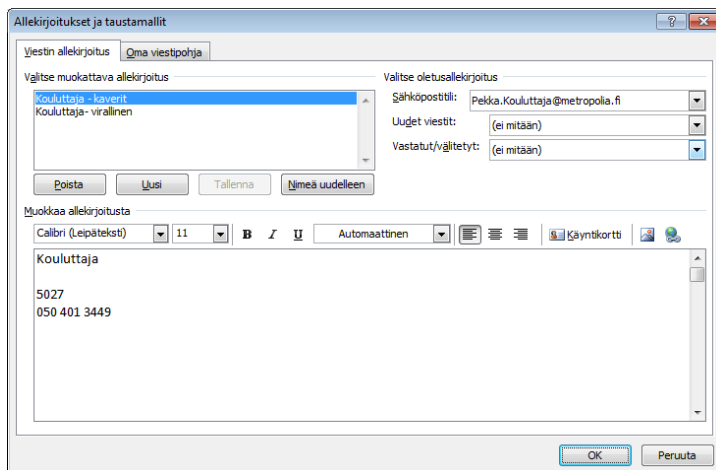 Allekirjoitukset ja taustamallit
Viestin allekirjoitus
Oma viestipohja
Valitse muokattava allekirjoitus
Kouluttaja - kaverit
Kouluttaja- virallinen
Poista
Uusi
Tallenna
Nimeä uudelleen
Valitse oletusallekirjoitus
Sähköpostitili:
Pekka.Kouluttaja@metropolia.fi
Uudet viestit:
(ei mitään)
Vastatut/välitetyt:
(ei mitään)
Muokkaa allekirjoitusta
Calibri (Leipäteksti)
11
B
I
U
Automaattinen
Käyntikortti
Kouluttaja
5027
050 401 3449
OK
Peruuta